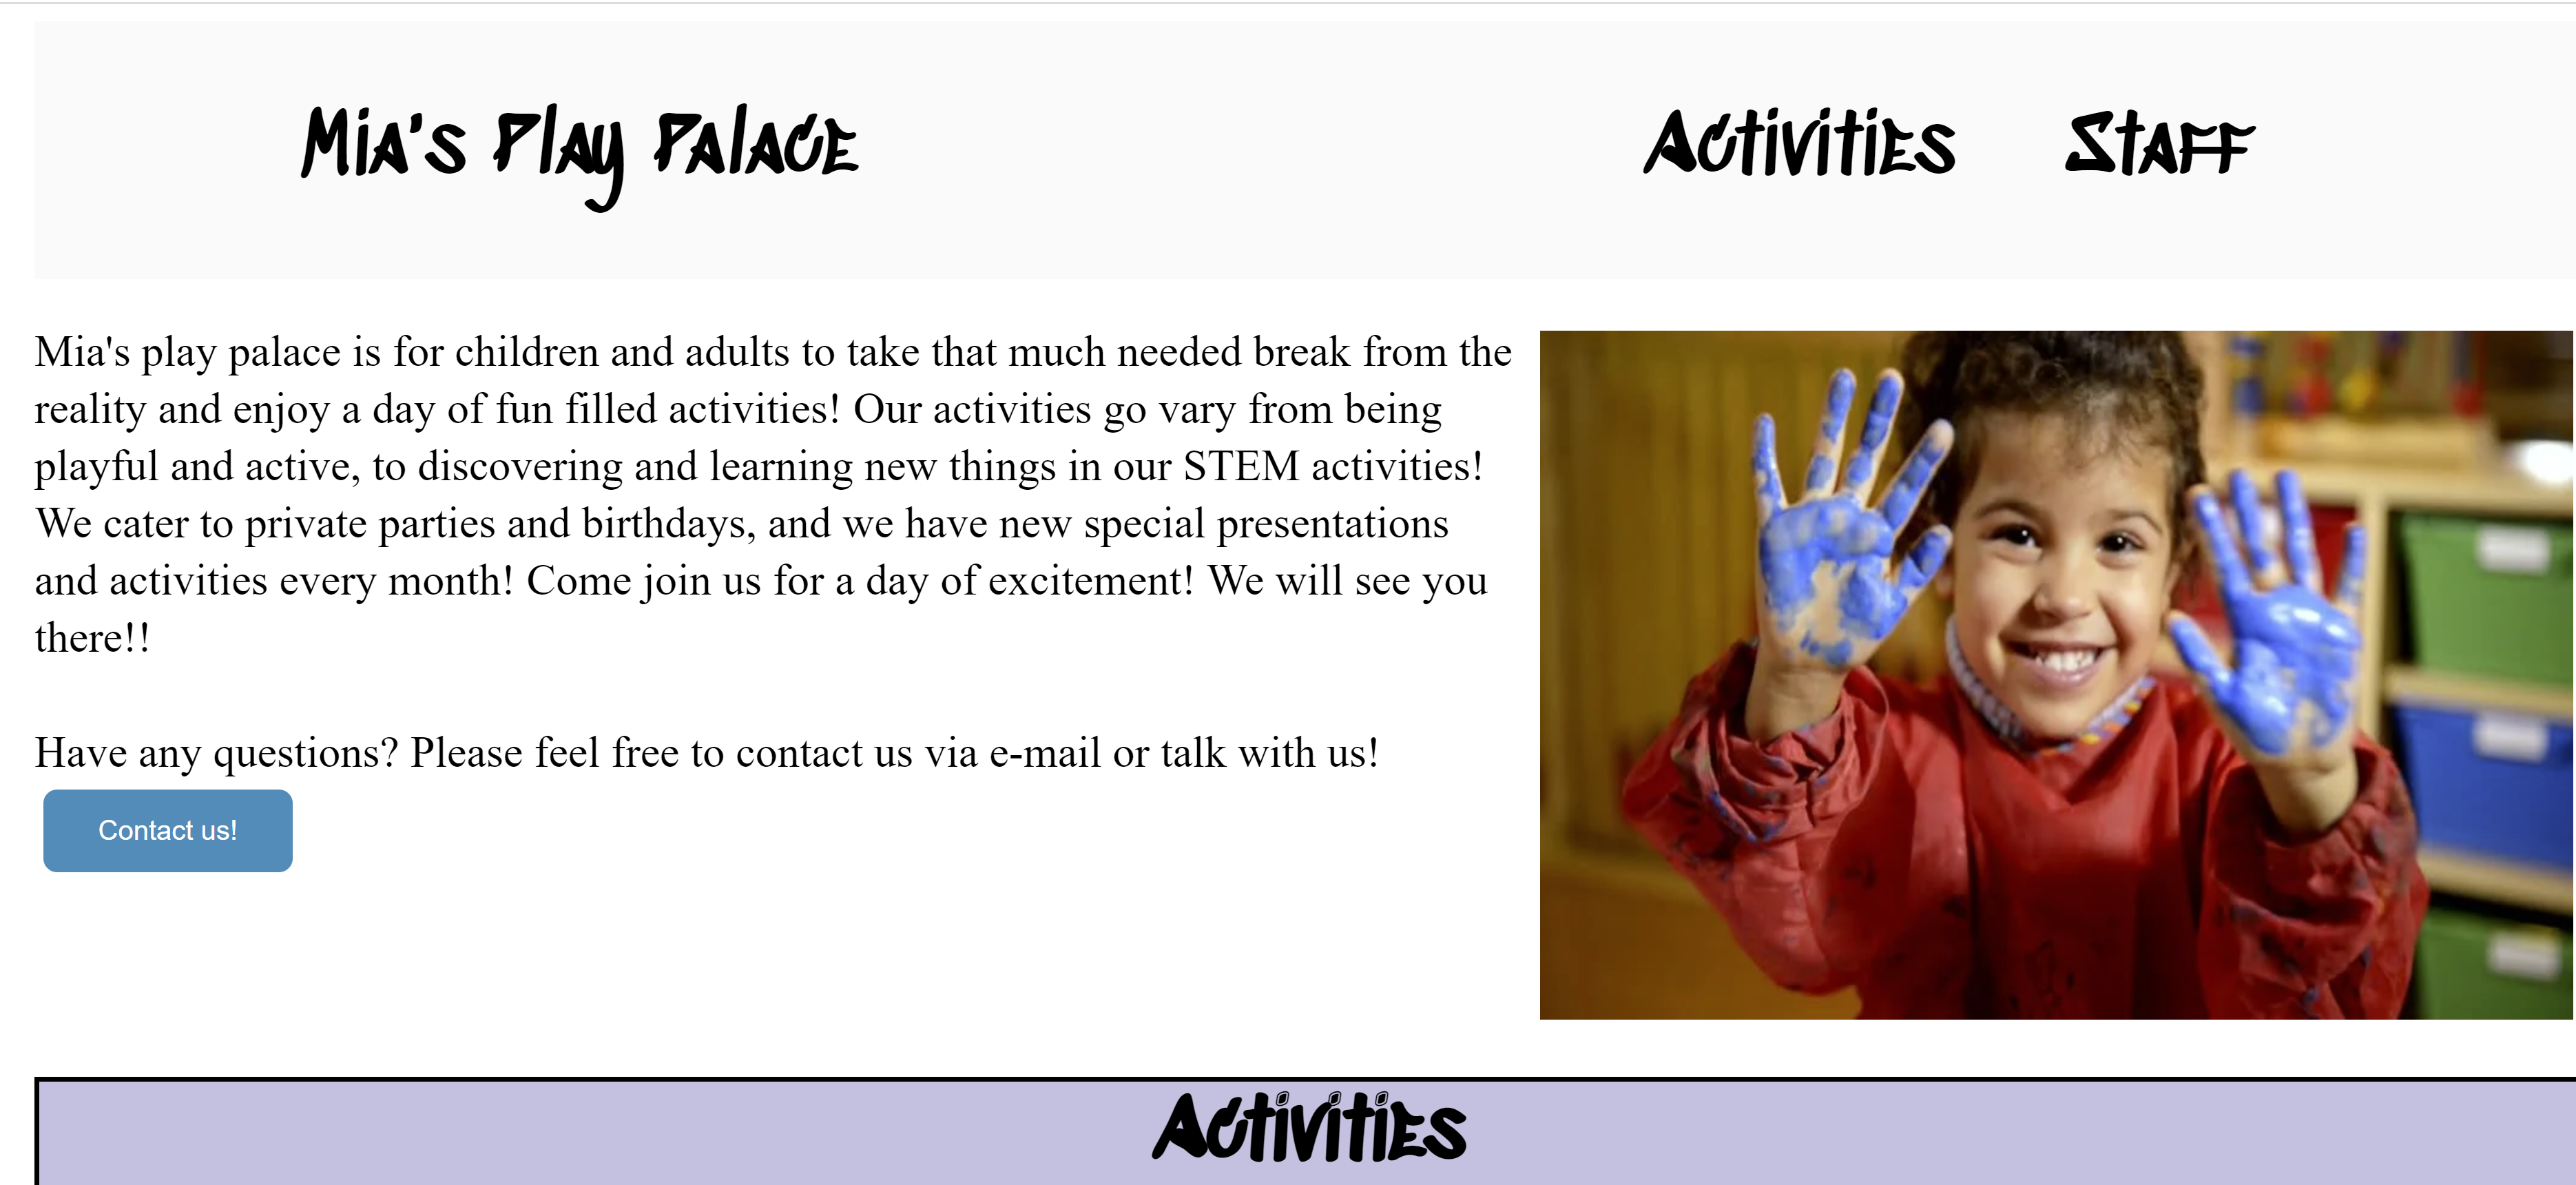 Mia's Play Palace
Activities Staff
Mia's play palace is for children and adults to take that much needed break from the
reality and enjoy a day of fun filled activities! Our activities go vary from being
playful and active, to discovering and learning new things in our STEM activities!
We cater to private parties and birthdays, and we have new special presentations
and activities every month! Come join us for a day of excitement! We will see you
there!!
Have any questions? Please feel free to contact us via e-mail or talk with us!
Contact us!
Activities